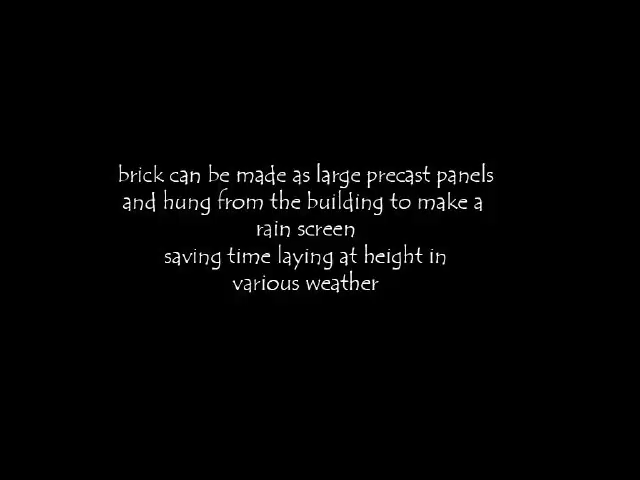 brick can be made as large precast panels
and hung from the building to make a
rain screen
saving time laying at height in
various weather